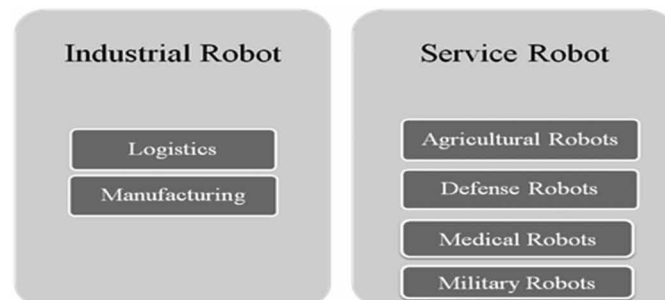 Industrial Robot
Logistics
Manufacturing
Service Robot
Agricultural Robots
Defense Robots
Medical Robots
Military Robots